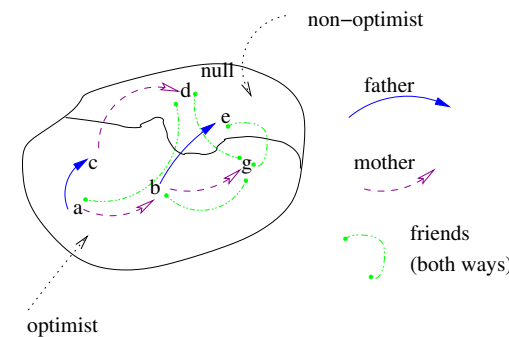 non−optimist
null
father
d
e
c
mother
g
b
a
friends
(both ways)
optimist